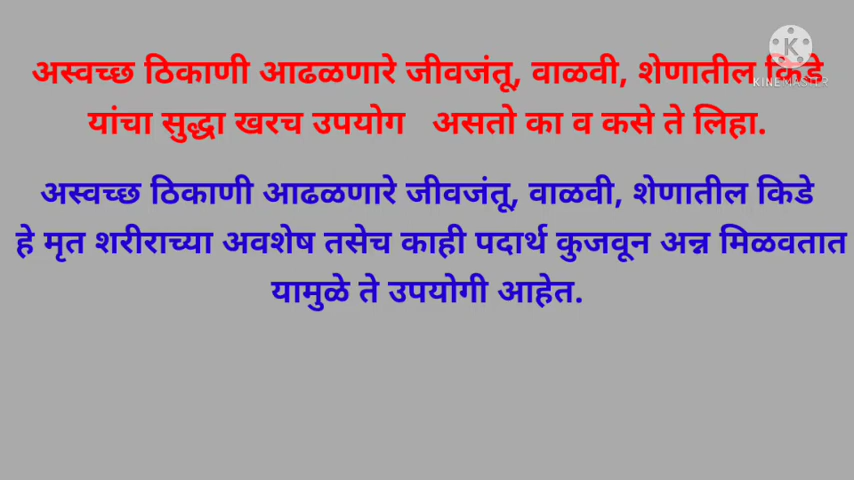 अस्वच्छ ठिकाणी आढळणारे जीवजंतू, वाळवी, शेणातील किडे
यांचा सुद्धा खरच उपयोग असतो का व कसे ते लिहा.
अस्वच्छ ठिकाणी आढळणारे जीवजंतू, वाळवी, शेणातील किडे
हे मृत शरीराच्या अवशेष तसेच काही पदार्थ कुजवून अन्न मिळवतात
यामुळे ते उपयोगी आहेत.
K
KINEMASTER